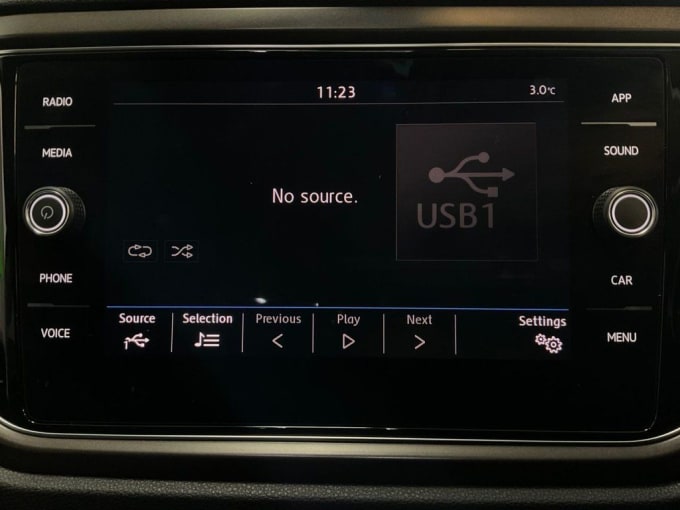 RADIO
MEDIA
PHONE
VOICE
11:23
3.0°C
No source.
USB1
Source
Selection
Previous
Play
Next
Settings
APP
SOUND
CAR
MENU